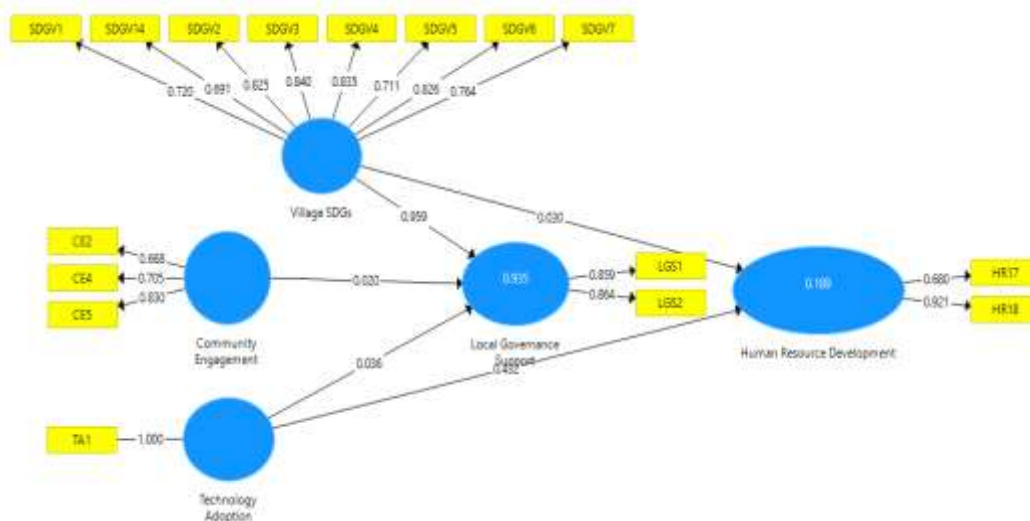 SDGV1 SDGV14 SDGV2 SDGV3 SDGV4 SDGV5 SDGV6 SDGV7
0.720 0.691 0.825 0.840 0.835 0.711 0.826 0.764
Village SDGs
0.959
0.030
CE2
CE4
CE5
0.668
0.705
0.830
Community
Engagement
0.020
0.935
Local Governance
Support
0.859
0.864
LGS1
LGS2
0.189
Human Resource Development
0.680
0.921
HR17
HR18
0.036
0.432
TA1
1.000
Technology
Adoption